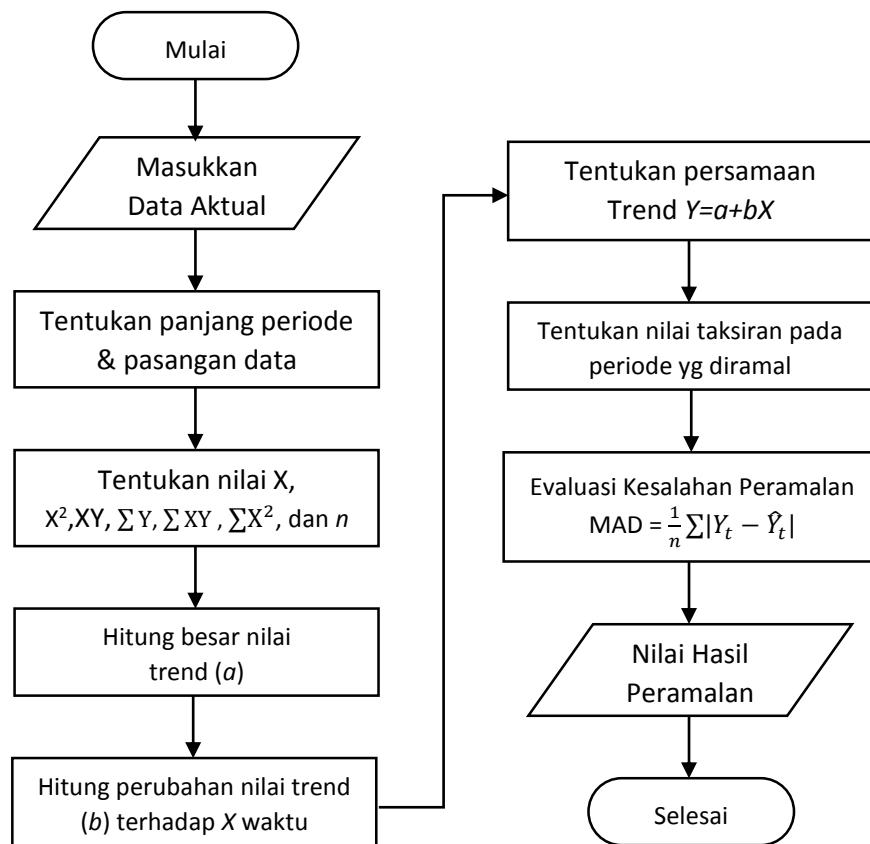 Mulai
Masukkan
Data Aktual
Tentukan panjang periode
& pasangan data
Tentukan nilai X,
X²,XY, ∑ Y, ∑ XY , ∑X², dan n
Hitung besar nilai
trend (a)
Hitung perubahan nilai trend
(b) terhadap X waktu
Tentukan persamaan
Trend Y=a+bX
Tentukan nilai taksiran pada
periode yg diramal
Evaluasi Kesalahan Peramalan
MAD = 1/n ∑|Yₜ − Ŷₜ|
Nilai Hasil
Peramalan
Selesai